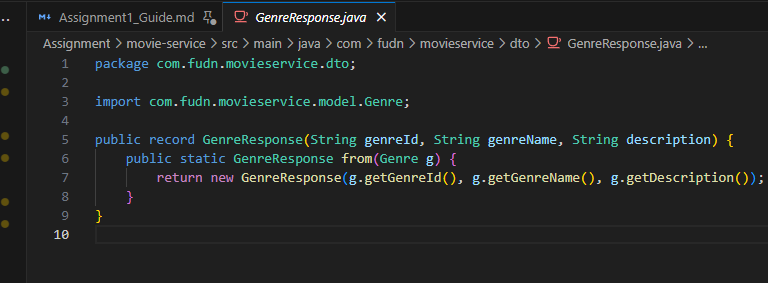 Assignment1_Guide.md
GenreResponse.java
Assignment > movie-service > src > main > java > com > fudn > movieservice > dto > GenreResponse.java > ...
1 package com.fudn.movieservice.dto;
2
3 import com.fudn.movieservice.model.Genre;
4
5 public record GenreResponse(String genreId, String genreName, String description) {
6     public static GenreResponse from(Genre g) {
7         return new GenreResponse(g.getGenreId(), g.getGenreName(), g.getDescription());
8     }
9 }
10